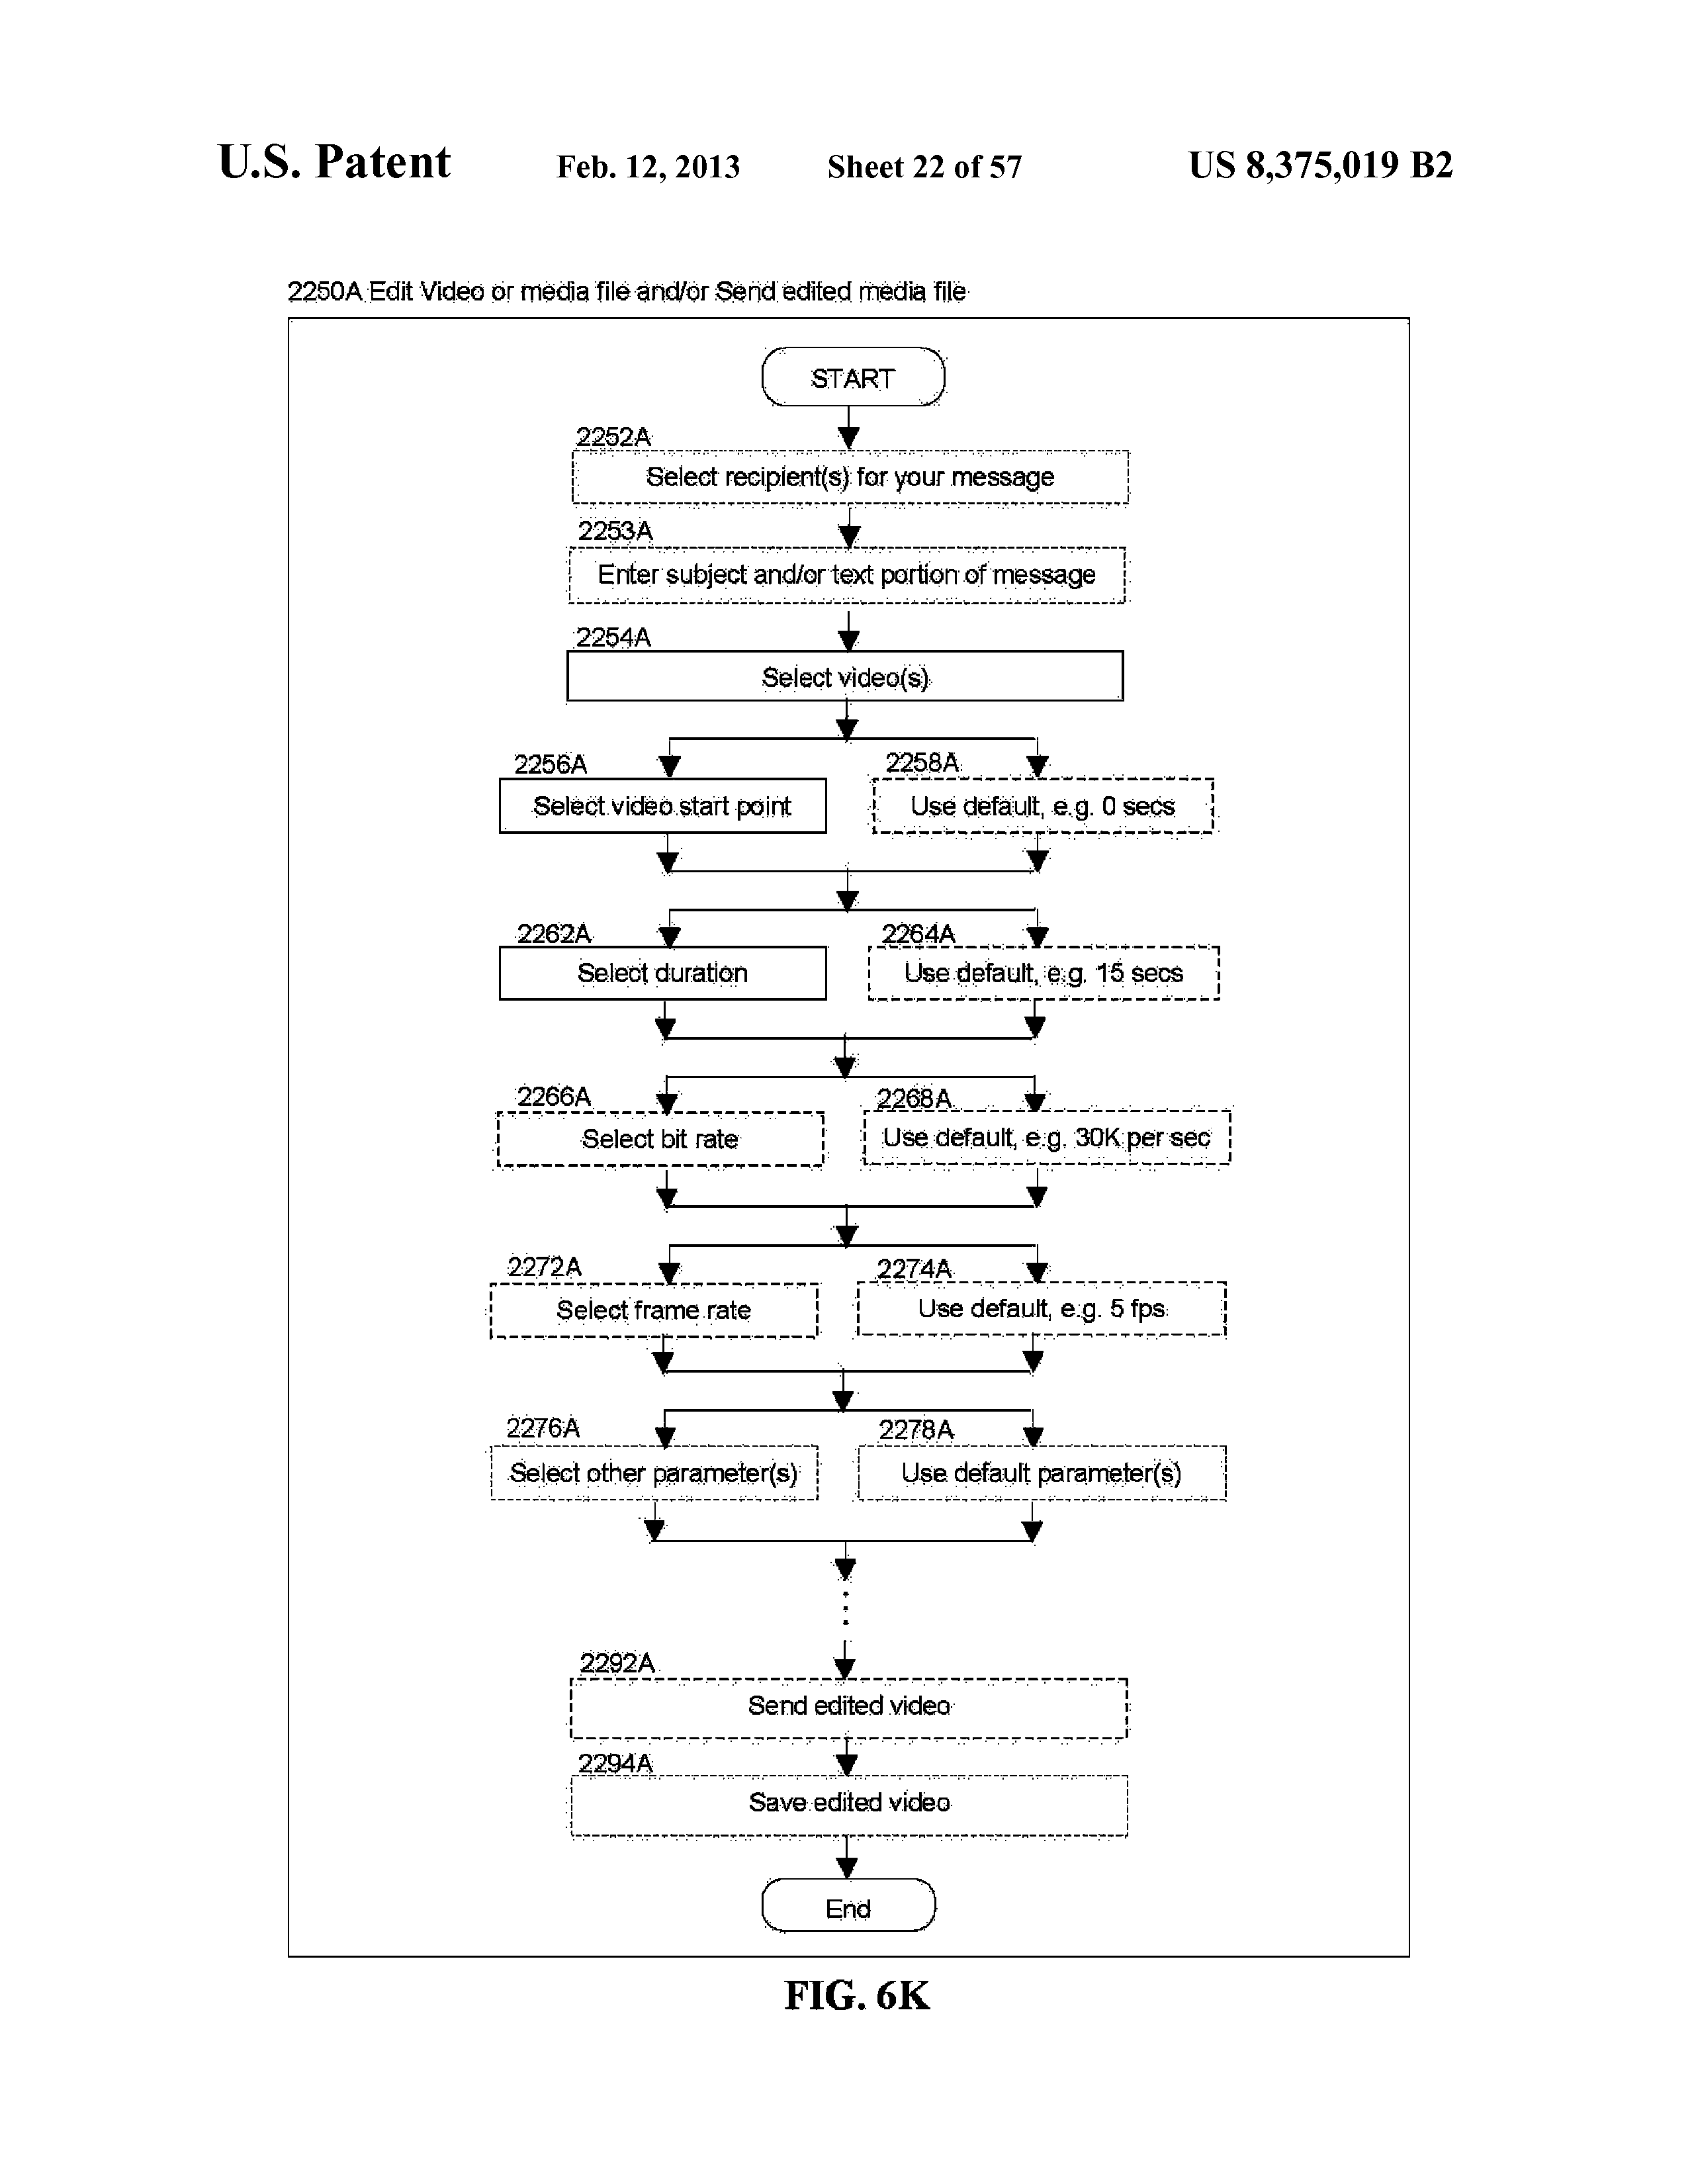 U.S. Patent Feb. 12, 2013 Sheet 22 of 57 US 8,375,019 B2
2250A Edit Video or media file and/or Send edited media file
START
2252A
Select recipient(s) for your message
2253A
Enter subject and/or text portion of message
2254A
Select video(s)
2256A 2258A
Select video start point Use default, e.g. 0 secs
2262A 2264A
Select duration Use default, e.g. 15 secs
2266A 2268A
Select bit rate Use default, e.g. 30K per sec
2272A 2274A
Select frame rate Use default, e.g. 5 fps
2276A 2278A
Select other parameter(s) Use default parameter(s)
2292A
Send edited video
2294A
Save edited video
End
FIG. 6K